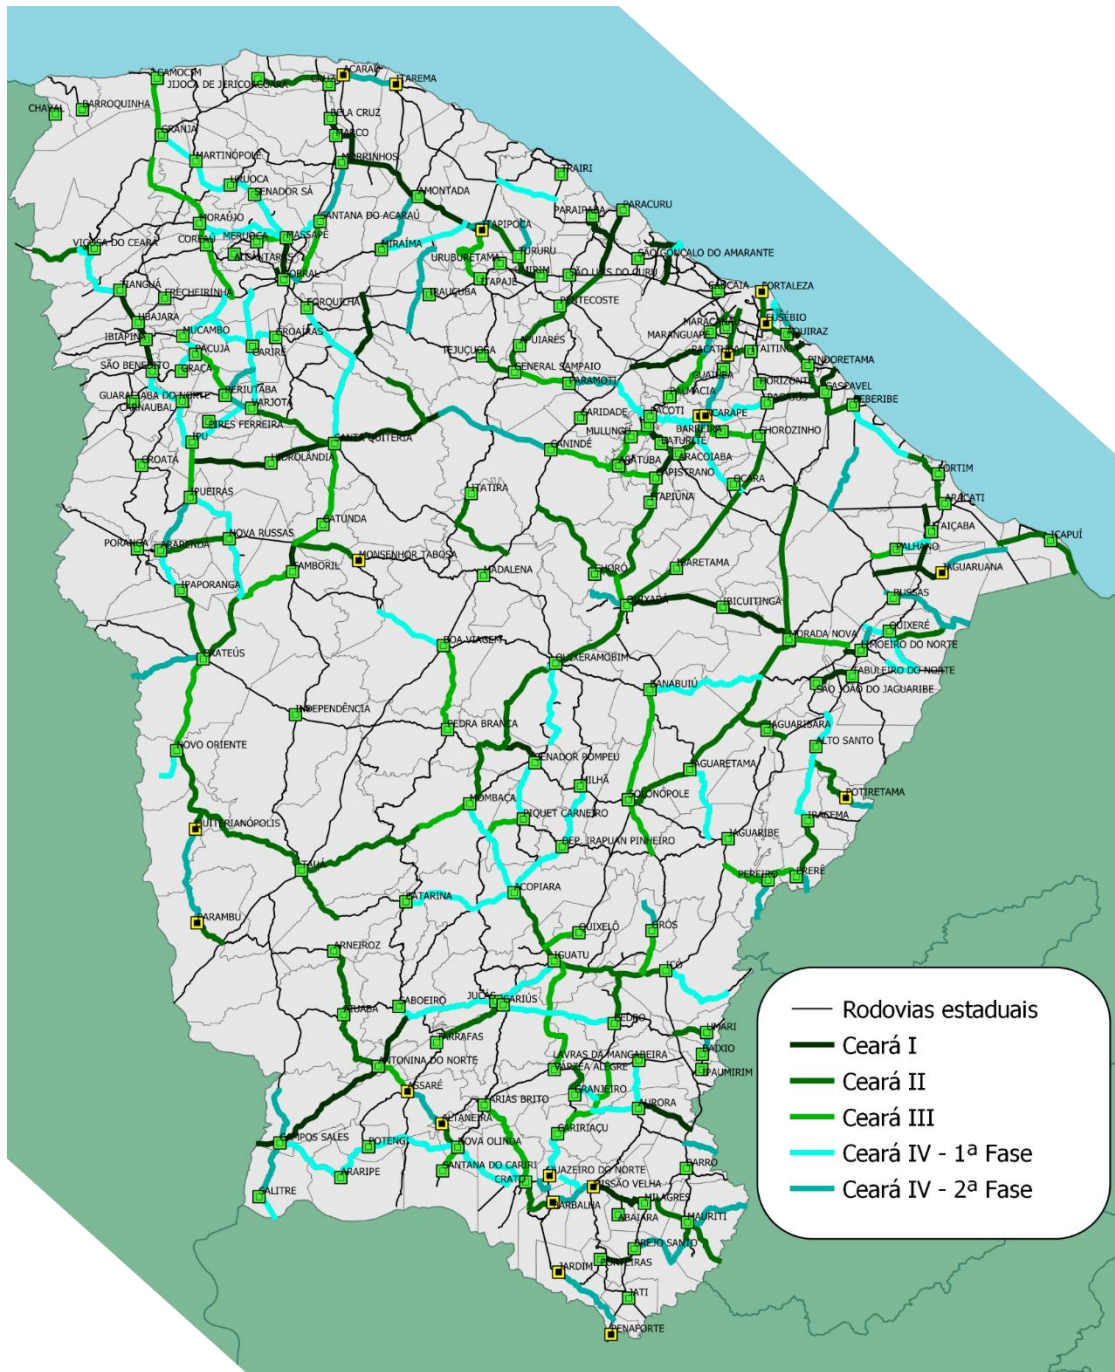 CAMOCIM
ACARAÚ
JIJOCA DE JERICOACOARA
CRUZ
ITAREMA
CHAVAL
BARROQUINHA
BELA CRUZ
GRANJA
MARCO
MARTINÓPOLE
MORRINHOS
TRAIRI
URUOCA
SENADOR SÁ
AMONTADA
PARAIPABA
PARACURU
MORAÚJO
SANTANA DO ACARAÚ
ITAPIPOCA
VIÇOSA DO CEARÁ
COREAÚ
MERUOCA
MASSAPÊ
MIRAÍMA
TURURU
SÃO GONÇALO DO AMARANTE
ALCÂNTARAS
URUBURETAMA
UMIRIM
SÃO LUÍS DO CURU
SOBRAL
ITAPAJÉ
TIANGUÁ
FRECHEIRINHA
IRAUÇUBA
CAUCAIA
FORTALEZA
FORQUILHA
PENTECOSTE
UBAJARA
MARACANAÚ
EUSÉBIO
IBIAPINA
MUCAMBO
GROAÍRAS
MARANGUAPE
AQUIRAZ
PACUJÁ
CARIRÉ
TEJUÇUOCA
APUIARÉS
PACATUBA
ITAITINGA
SÃO BENEDITO
GRAÇA
GENERAL SAMPAIO
GUAIÚBA
PINDORETAMA
PARAMOTI
HORIZONTE
GUARACIABA DO NORTE
RERIUTABA
PALMÁCIA
CASCAVEL
CARNAUBAL
VARJOTA
PACAJUS
BEBERIBE
PIRES FERREIRA
CARIDADE
PACOTI
ACARAPE
MULUNGU
BARREIRA
CHOROZINHO
IPU
SANTA QUITÉRIA
CANINDÉ
BATURITÉ
ARACOIABA
CROATÁ
HIDROLÂNDIA
ARATUBA
CAPISTRANO
FORTIM
IPUEIRAS
ITATIRA
ITAPIÚNA
OCARA
ARACATI
CATUNDA
ITAIÇABA
NOVA RUSSAS
ICAPUÍ
PORANGA
ARARENDÁ
MONSENHOR TABOSA
PALHANO
TAMBORIL
MADALENA
CHORÓ
IBARETAMA
JAGUARUANA
IPAPORANGA
QUIXADÁ
IBICUITINGA
RUSSAS
BOA VIAGEM
MORADA NOVA
QUIXERÉ
CRATEÚS
QUIXERAMOBIM
LIMOEIRO DO NORTE
BANABUIÚ
TABULEIRO DO NORTE
SÃO JOÃO DO JAGUARIBE
INDEPENDÊNCIA
PEDRA BRANCA
JAGUARIBARA
NOVO ORIENTE
ALTO SANTO
SENADOR POMPEU
JAGUARETAMA
MILHÃ
MOMBAÇA
SOLONÓPOLE
POTIRETAMA
QUITERIANÓPOLIS
PIQUET CARNEIRO
IRACEMA
DEP. IRAPUAN PINHEIRO
JAGUARIBE
TAUÁ
PEREIRO
ERERÊ
CATARINA
ACOPIARA
PARAMBU
QUIXELÔ
ORÓS
ARNEIROZ
IGUATU
ICÓ
JUCÁS
SABOEIRO
CARIÚS
AIUABA
CEDRO
UMARI
TARRAFAS
BAIXIO
LAVRAS DA MANGABEIRA
ANTONINA DO NORTE
VÁRZEA ALEGRE
IPAUMIRIM
ASSARÉ
GRANJEIRO
FARIAS BRITO
AURORA
ALTANEIRA
CARIRIAÇU
CAMPOS SALES
POTENGI
NOVA OLINDA
BARRO
ARARIPE
SANTANA DO CARIRI
JUAZEIRO DO NORTE
CRATO
MISSÃO VELHA
SALITRE
BARBALHA
MILAGRES
ABAIARA
MAURITI
BREJO SANTO
PORTEIRAS
JARDIM
JATI
PENAFORTE
Rodovias estaduais
Ceará I
Ceará II
Ceará III
Ceará IV - 1ª Fase
Ceará IV - 2ª Fase